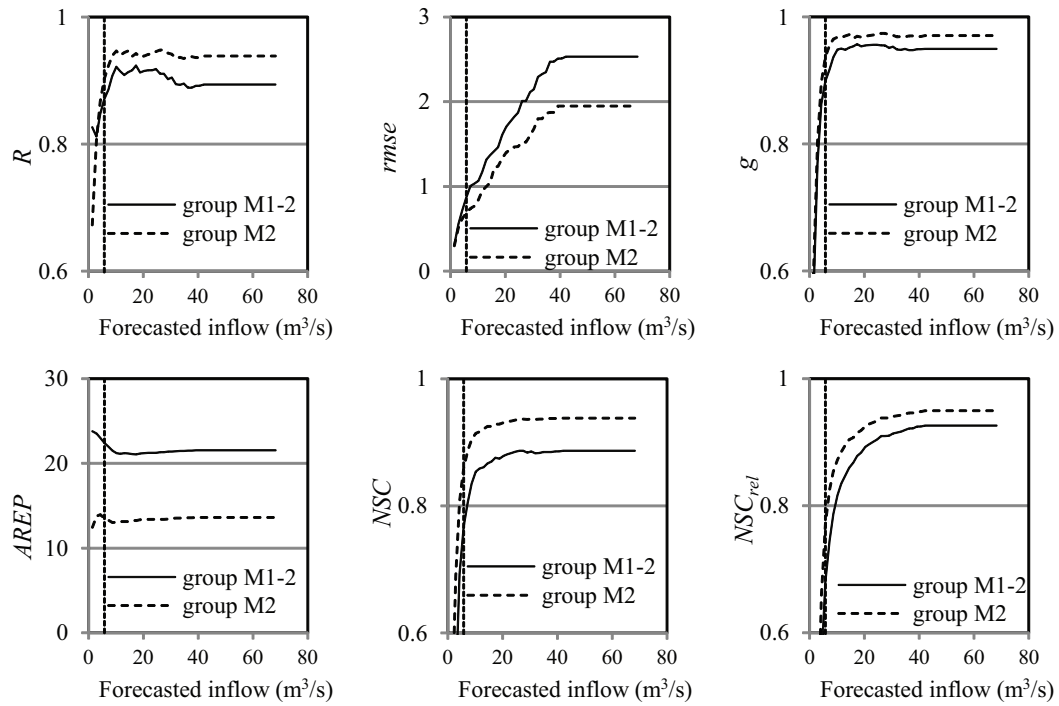 1
0.8
0.6
R
group M1-2
group M2
0 20 40 60 80
Forecasted inflow (m³/s)
3
2
1
0
rmse
group M1-2
group M2
0 20 40 60 80
Forecasted inflow (m³/s)
1
0.8
0.6
g
group M1-2
group M2
0 20 40 60 80
Forecasted inflow (m³/s)
30
20
10
0
AREP
group M1-2
group M2
0 20 40 60 80
Forecasted inflow (m³/s)
1
0.8
0.6
NSC
group M1-2
group M2
0 20 40 60 80
Forecasted inflow (m³/s)
1
0.8
0.6
NSCrel
group M1-2
group M2
0 20 40 60 80
Forecasted inflow (m³/s)